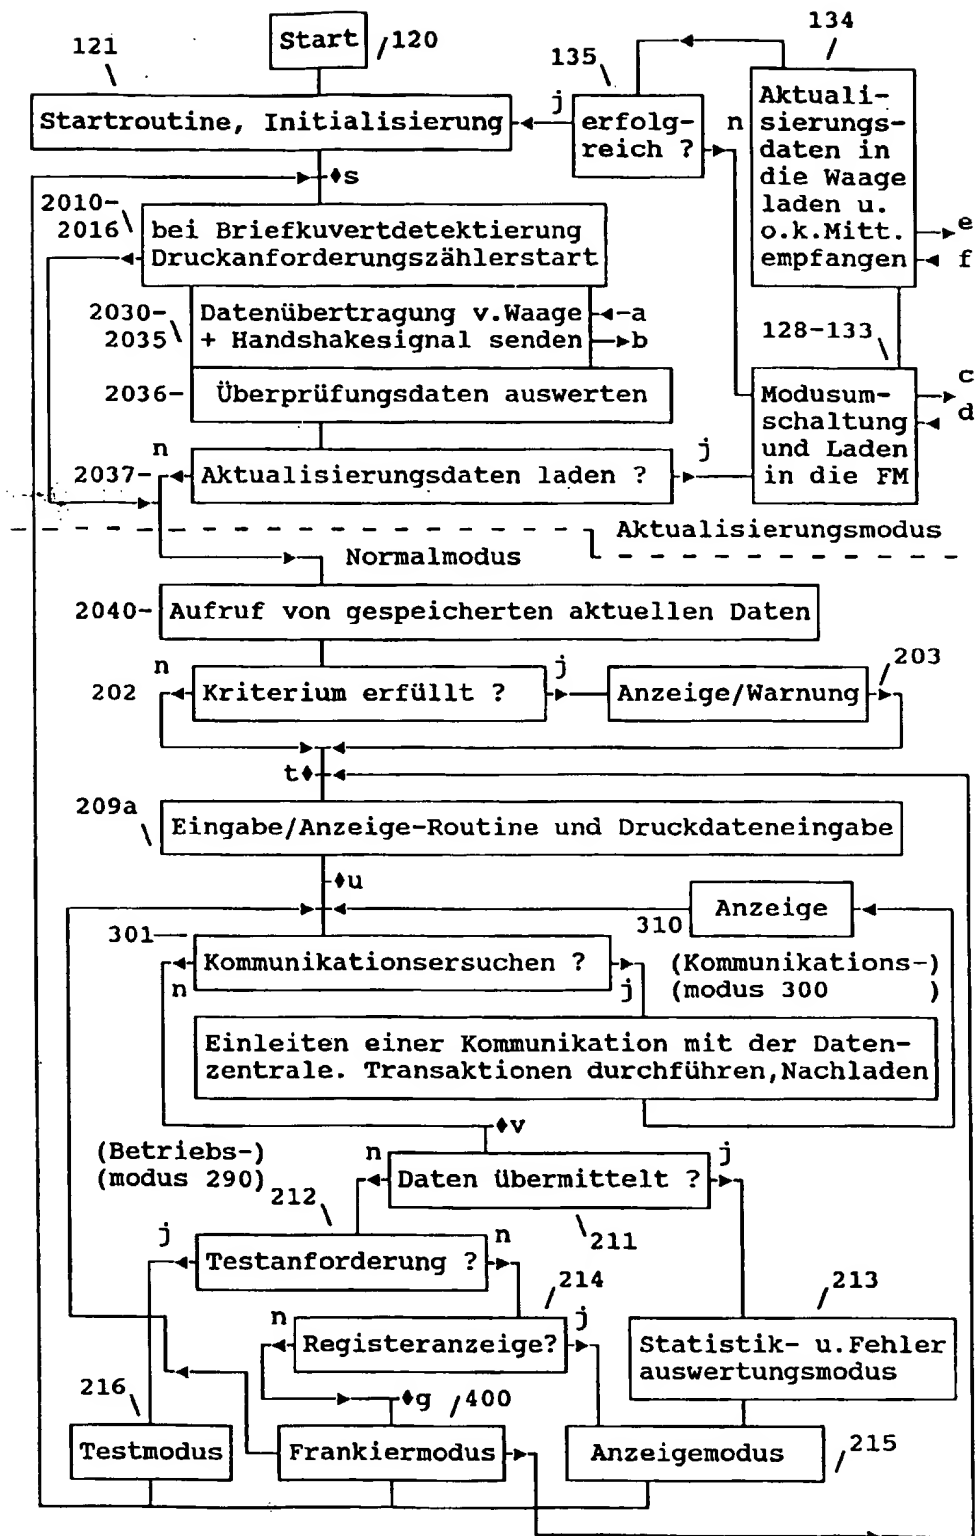 134
Start
120
121
135
Startroutine, Initialisierung
j
erfolg-
reich ?
n
Aktuali-
sierungs-
daten in
die Waage
laden u.
o.k.Mitt.
empfangen
e
f
s
2010-
2016
bei Briefkuvertdetektierung
Druckanforderungszählerstart
2030-
2035
Datenübertragung v.Waage
+ Handshakesignal senden
a
b
128-133
2036-
Überprüfungsdaten auswerten
Modusum-
schaltung
und Laden
in die FM
c
d
n
2037-
Aktualisierungsdaten laden ?
j
Aktualisierungsmodus
Normalmodus
2040-
Aufruf von gespeicherten aktuellen Daten
n
202
Kriterium erfüllt ?
j
Anzeige/Warnung
203
t
209a
Eingabe/Anzeige-Routine und Druckdateneingabe
u
310
Anzeige
301
Kommunikationsersuchen ?
n
j
(Kommunikations-)
(modus 300 )
Einleiten einer Kommunikation mit der Daten-
zentrale. Transaktionen durchführen,Nachladen
v
(Betriebs-)
(modus 290)
n
Daten übermittelt ?
j
212
211
j
Testanforderung ?
n
214
213
n
Registeranzeige?
j
Statistik- u.Fehler
auswertungsmodus
g
400
216
Testmodus
Frankiermodus
Anzeigemodus
215